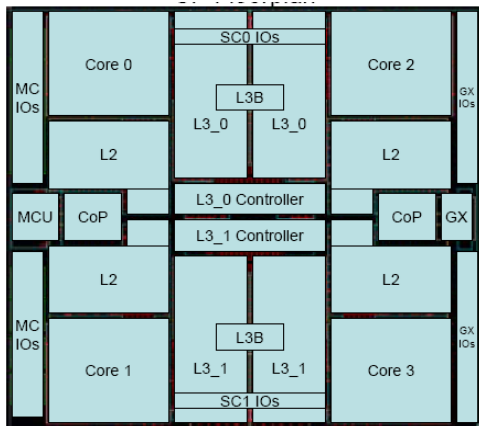 SC0 IOs
Core 0
Core 2
MC
IOs
GX
IOs
L3B
L3_0
L3_0
L2
L2
L3_0 Controller
MCU
CoP
CoP
GX
L3_1 Controller
L2
L2
MC
IOs
GX
IOs
L3B
Core 1
L3_1
L3_1
Core 3
SC1 IOs